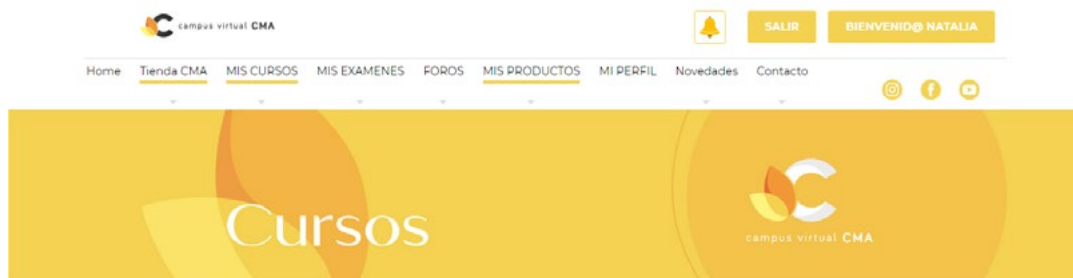 campus virtual CMA
SALIR
BIENVENID@ NATALIA
Home Tienda CMA MIS CURSOS MIS EXAMENES FOROS MIS PRODUCTOS MI PERFIL Novedades Contacto
Cursos
campus virtual CMA